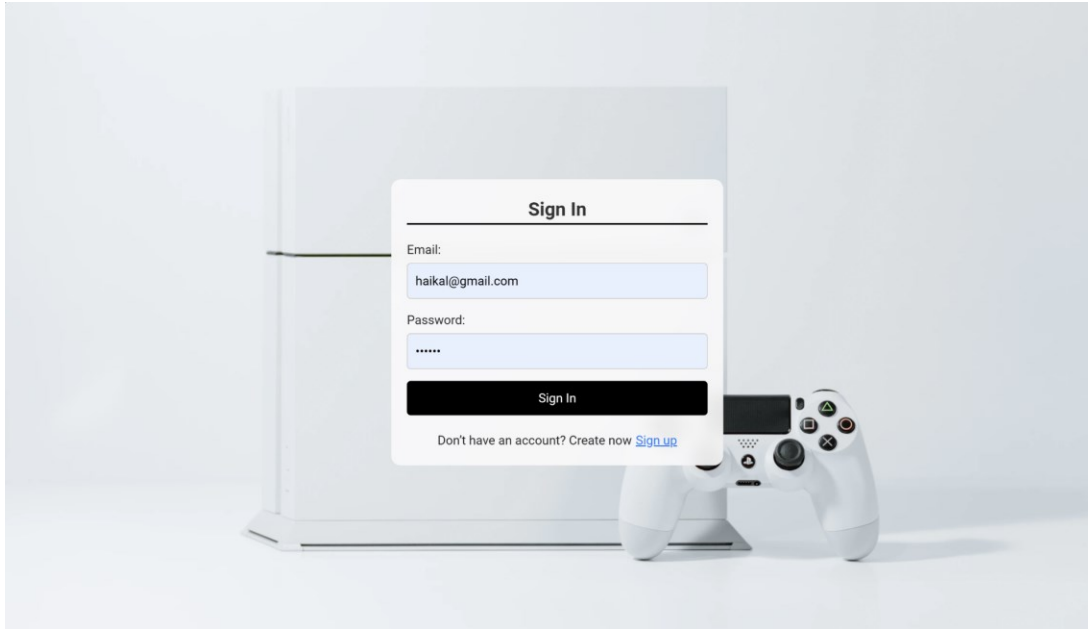 Sign In
Email:
haikal@gmail.com
Password:
••••••
Sign In
Don't have an account? Create now Sign up